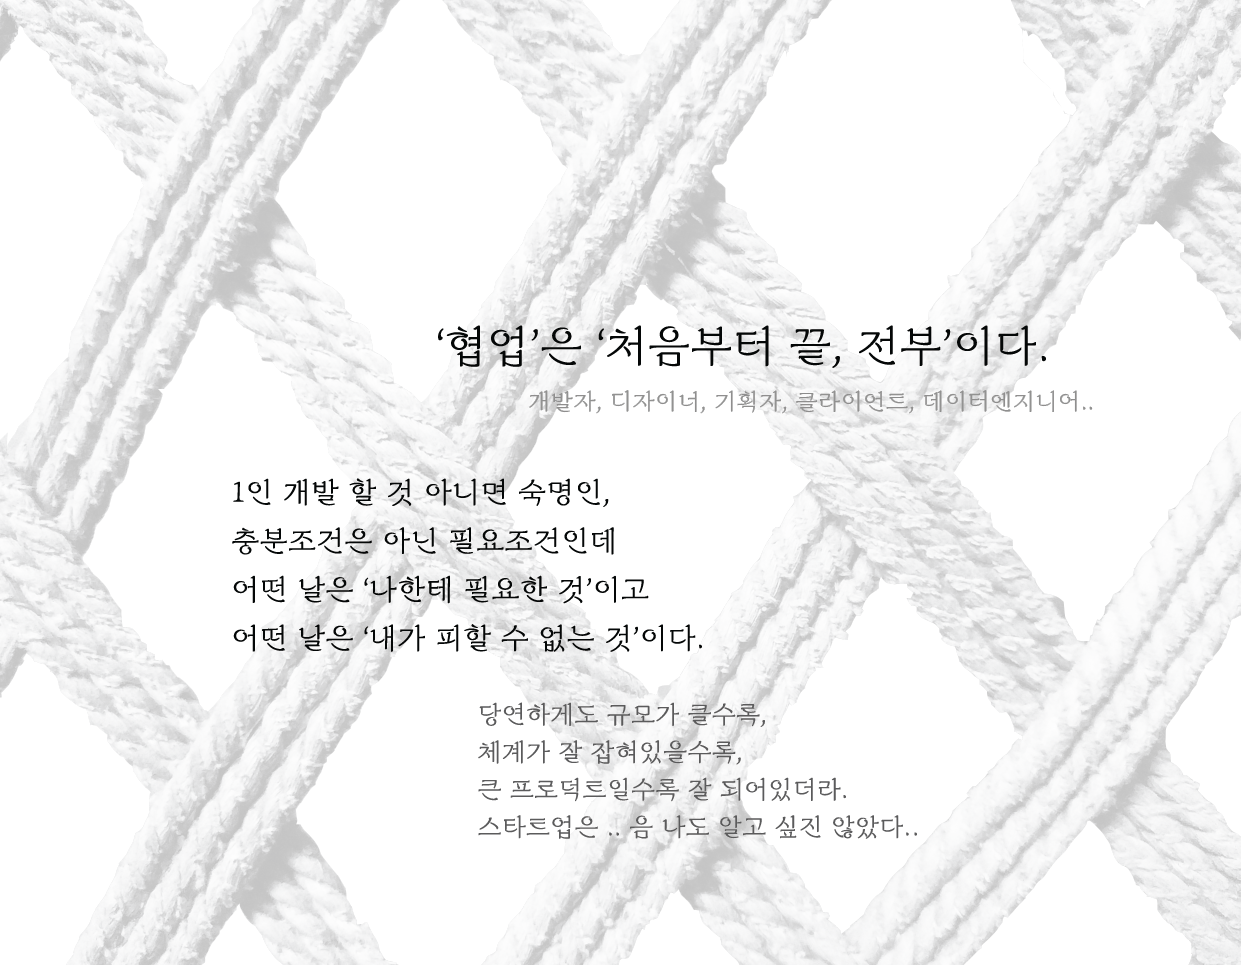 ‘협업’은 ‘처음부터 끝, 전부’이다.
개발자, 디자이너, 기획자, 클라이언트, 데이터엔지니어..
1인 개발 할 것 아니면 숙명인,
충분조건은 아닌 필요조건인데
어떤 날은 ‘나한테 필요한 것’이고
어떤 날은 ‘내가 피할 수 없는 것’이다.
당연하게도 규모가 클수록,
체계가 잘 잡혀있을수록,
큰 프로덕트일수록 잘 되어있더라.
스타트업은 .. 음 나도 알고 싶진 않았다..